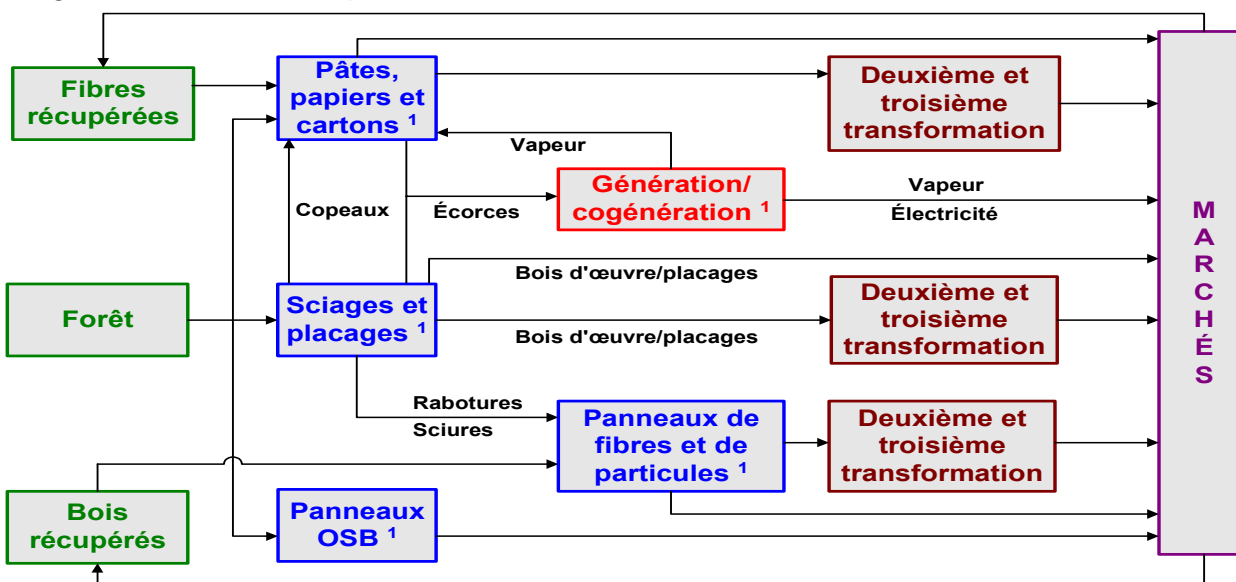 Fibres
récupérées
Pâtes,
papiers et
cartons 1
Deuxième et
troisième
transformation
Vapeur
Copeaux
Écorces
Génération/
cogénération 1
Vapeur
Électricité
Forêt
Sciages et
placages 1
Bois d'œuvre/placages
Bois d'œuvre/placages
Deuxième et
troisième
transformation
Rabotures
Sciures
Panneaux de
fibres et de
particules 1
Deuxième et
troisième
transformation
Bois
récupérés
Panneaux
OSB 1
M
A
R
C
H
É
S